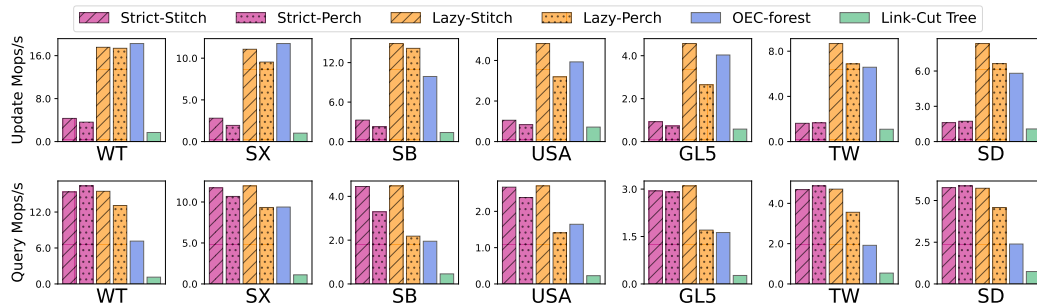 Strict-Stitch Strict-Perch Lazy-Stitch Lazy-Perch OEC-forest Link-Cut Tree
Update Mops/s
16.0 8.0 0.0 WT
10.0 5.0 0.0 SX
12.0 6.0 0.0 SB
4.0 2.0 0.0 USA
4.0 2.0 0.0 GL5
8.0 4.0 0.0 TW
6.0 3.0 0.0 SD
Query Mops/s
12.0 6.0 0.0 WT
10.0 5.0 0.0 SX
4.0 2.0 0.0 SB
2.0 1.0 0.0 USA
3.0 1.5 0.0 GL5
4.0 2.0 0.0 TW
5.0 2.5 0.0 SD